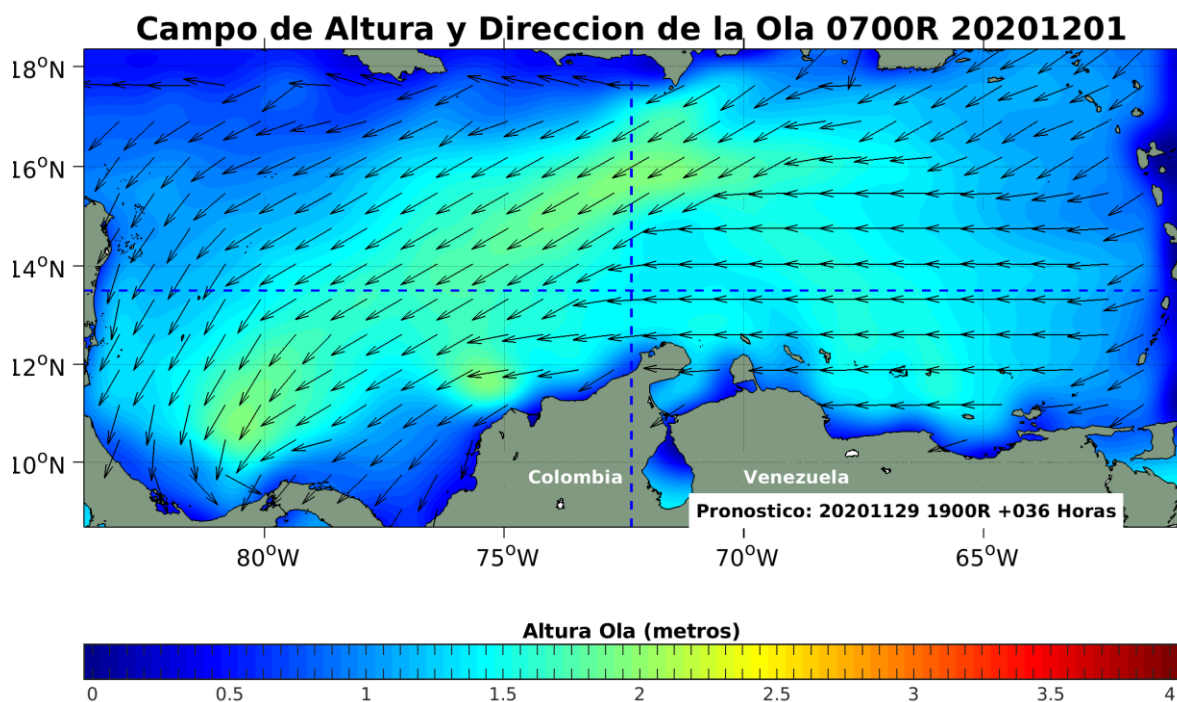 Campo de Altura y Direccion de la Ola 0700R 20201201
18°N
16°N
14°N
12°N
10°N
Colombia
Venezuela
Pronostico: 20201129 1900R +036 Horas
80°W
75°W
70°W
65°W
Altura Ola (metros)
0 0.5 1 1.5 2 2.5 3 3.5 4